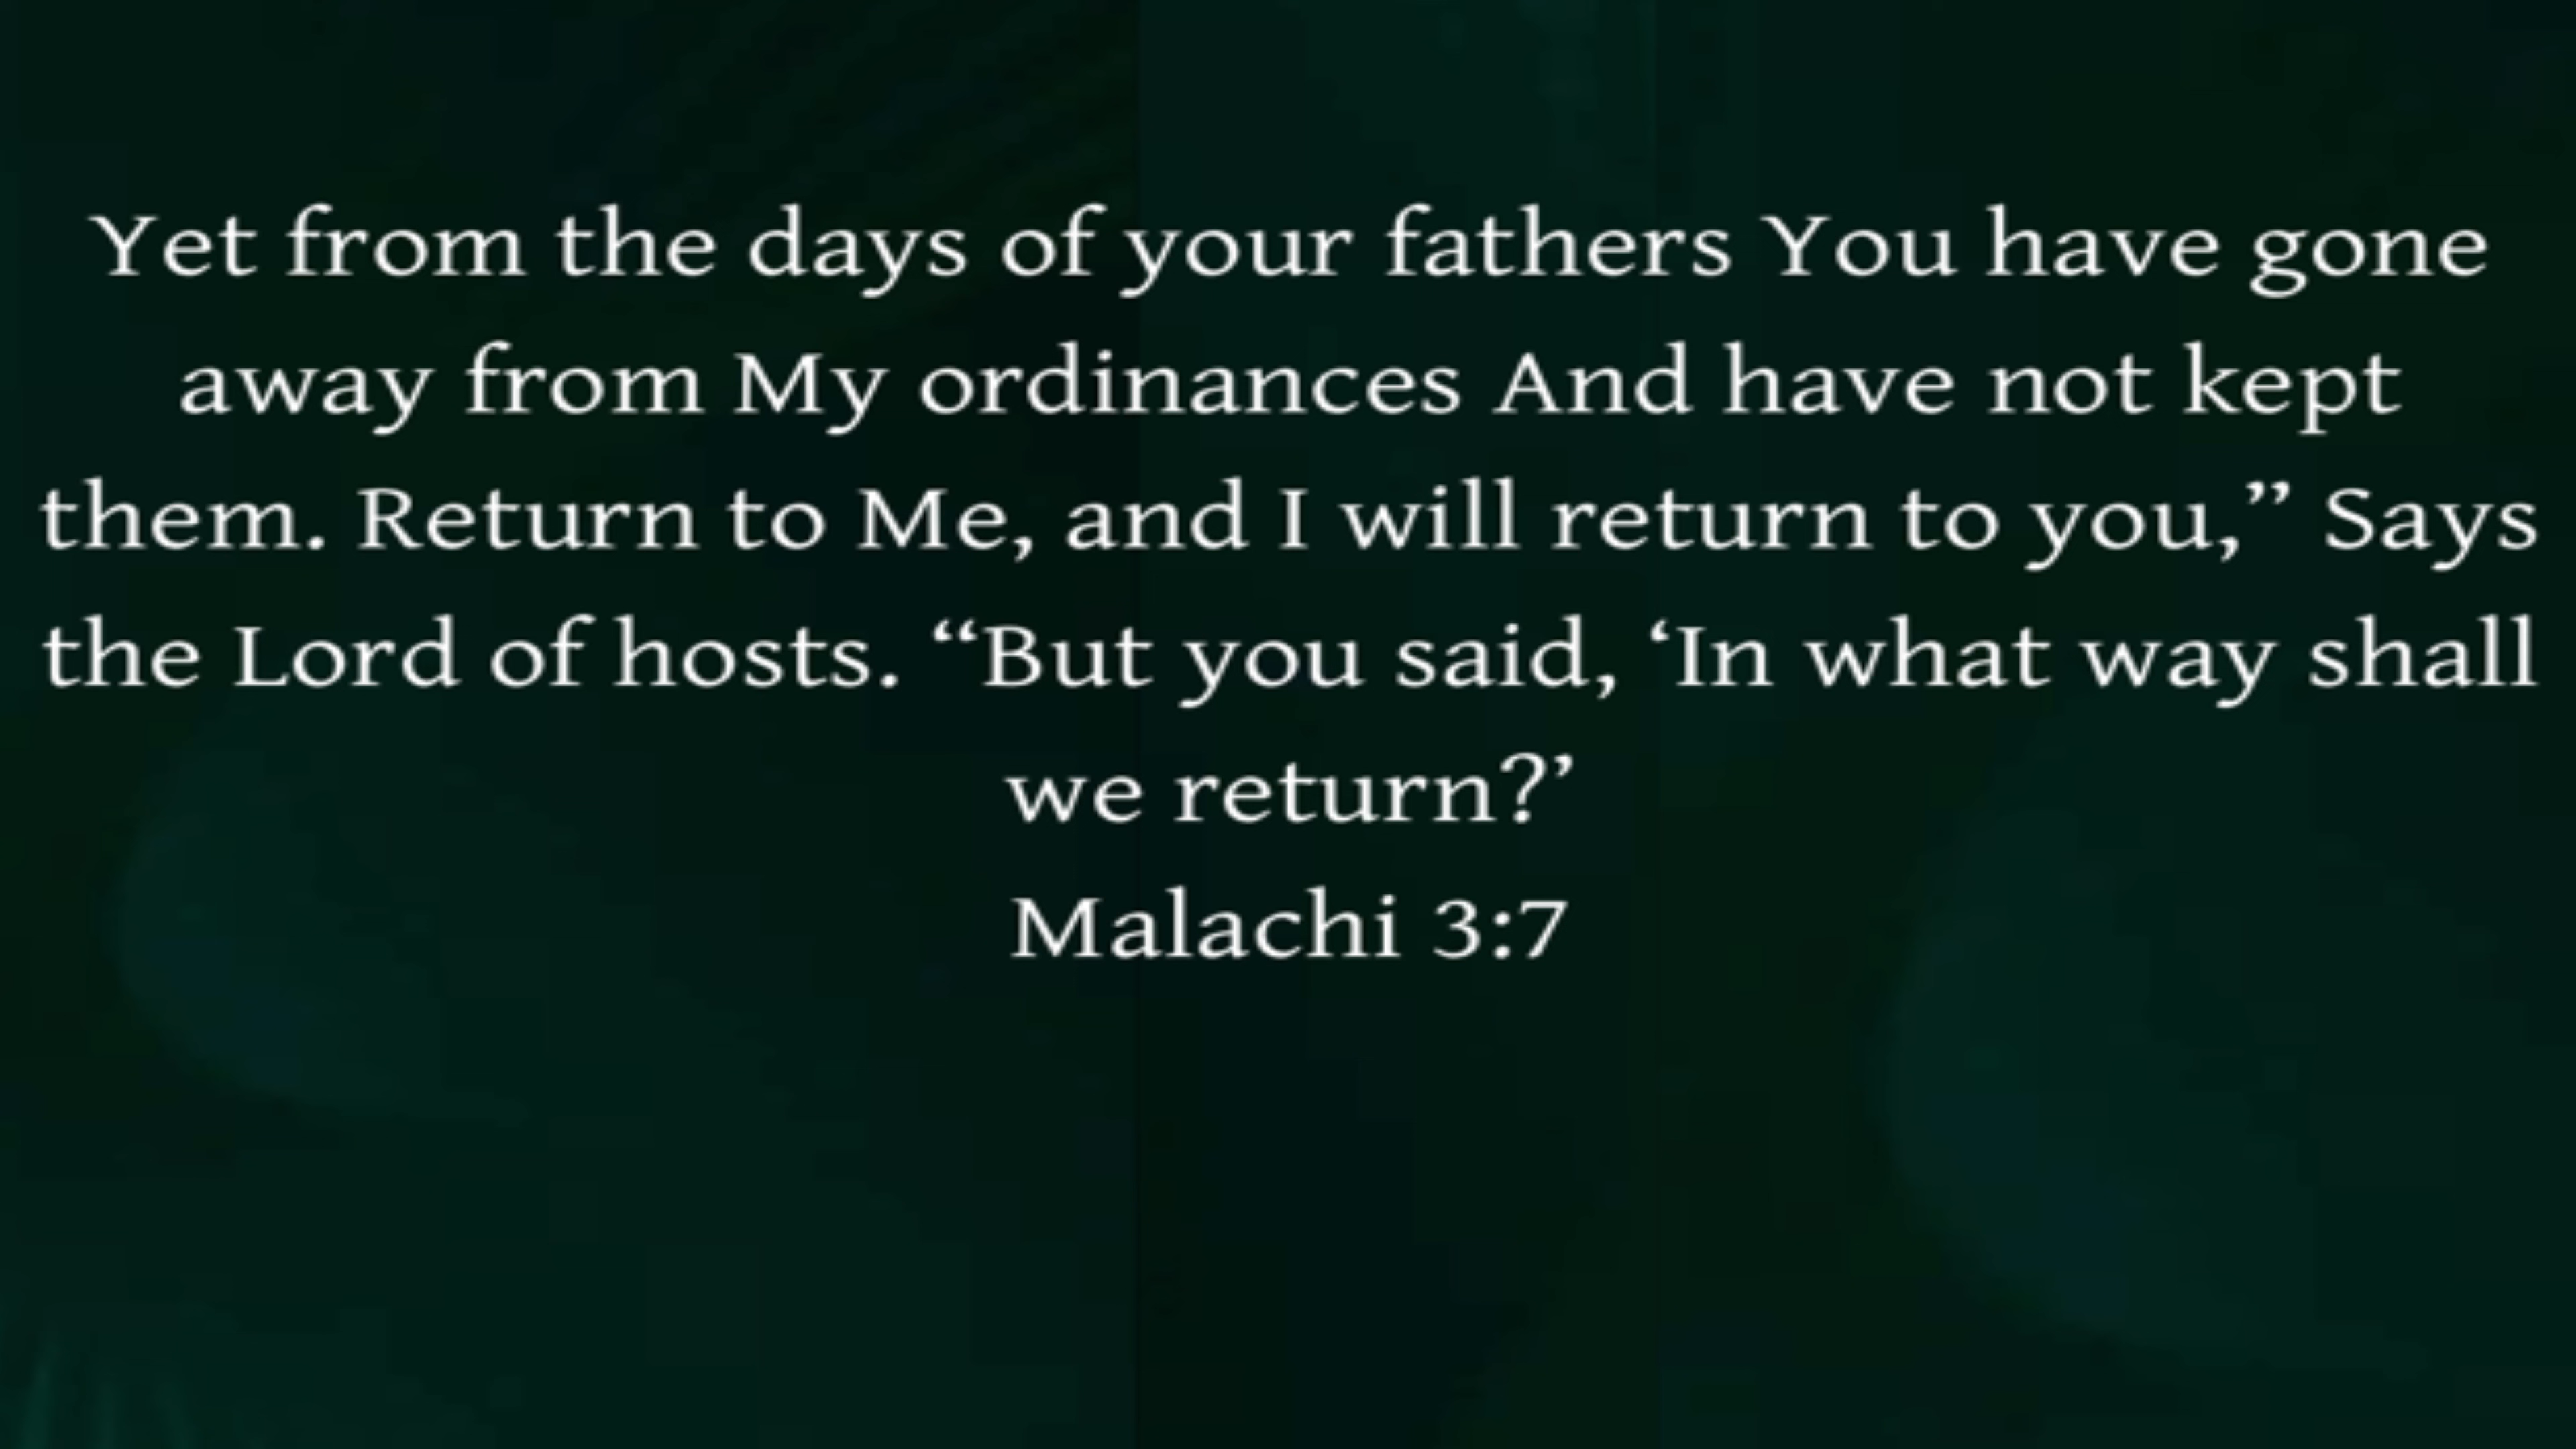 Yet from the days of your fathers You have gone
away from My ordinances And have not kept
them. Return to Me, and I will return to you,” Says
the Lord of hosts. “But you said, ‘In what way shall
we return?’
Malachi 3:7